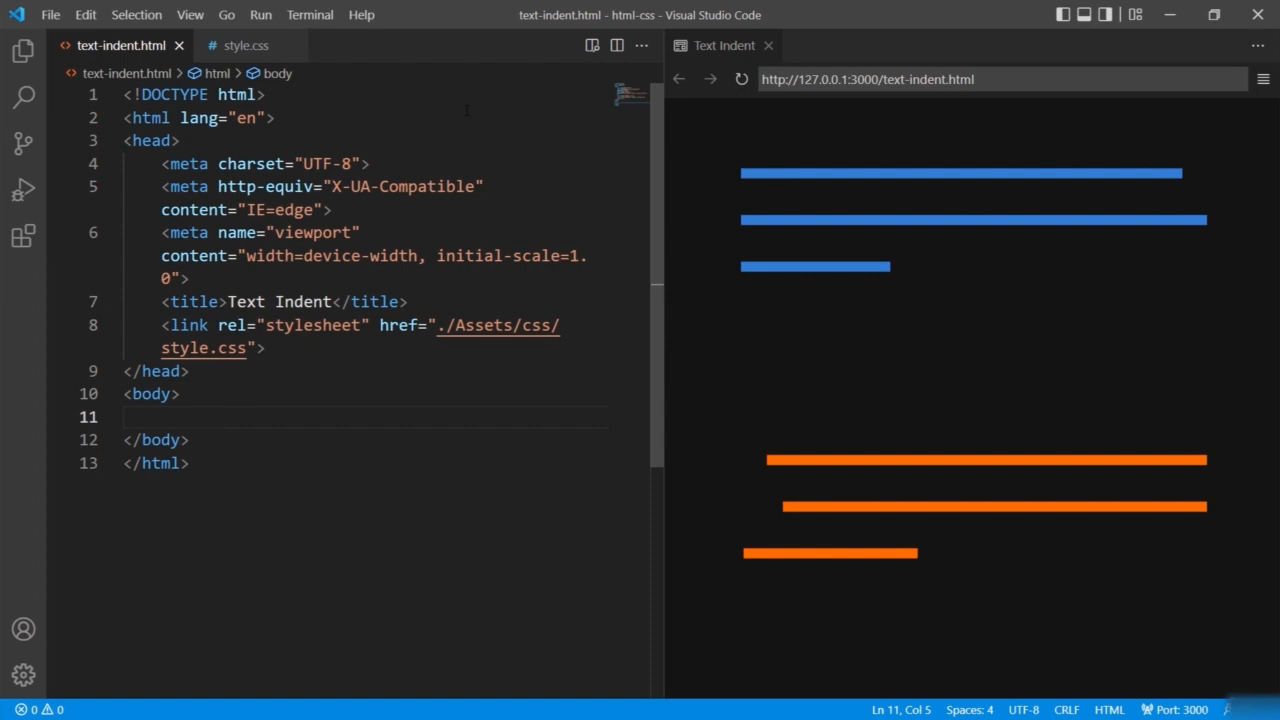 File Edit Selection View Go Run Terminal Help text-indent.html - html-css - Visual Studio Code
text-indent.html # style.css Text Indent
text-indent.html > html > body
http://127.0.0.1:3000/text-indent.html
1 <!DOCTYPE html>
2 <html lang="en">
3 <head>
4 <meta charset="UTF-8">
5 <meta http-equiv="X-UA-Compatible"
content="IE=edge">
6 <meta name="viewport"
content="width=device-width, initial-scale=1.
0">
7 <title>Text Indent</title>
8 <link rel="stylesheet" href="./Assets/css/
style.css">
9 </head>
10 <body>
11
12 </body>
13 </html>
0 0 Ln 11, Col 5 Spaces: 4 UTF-8 CRLF HTML Port: 3000